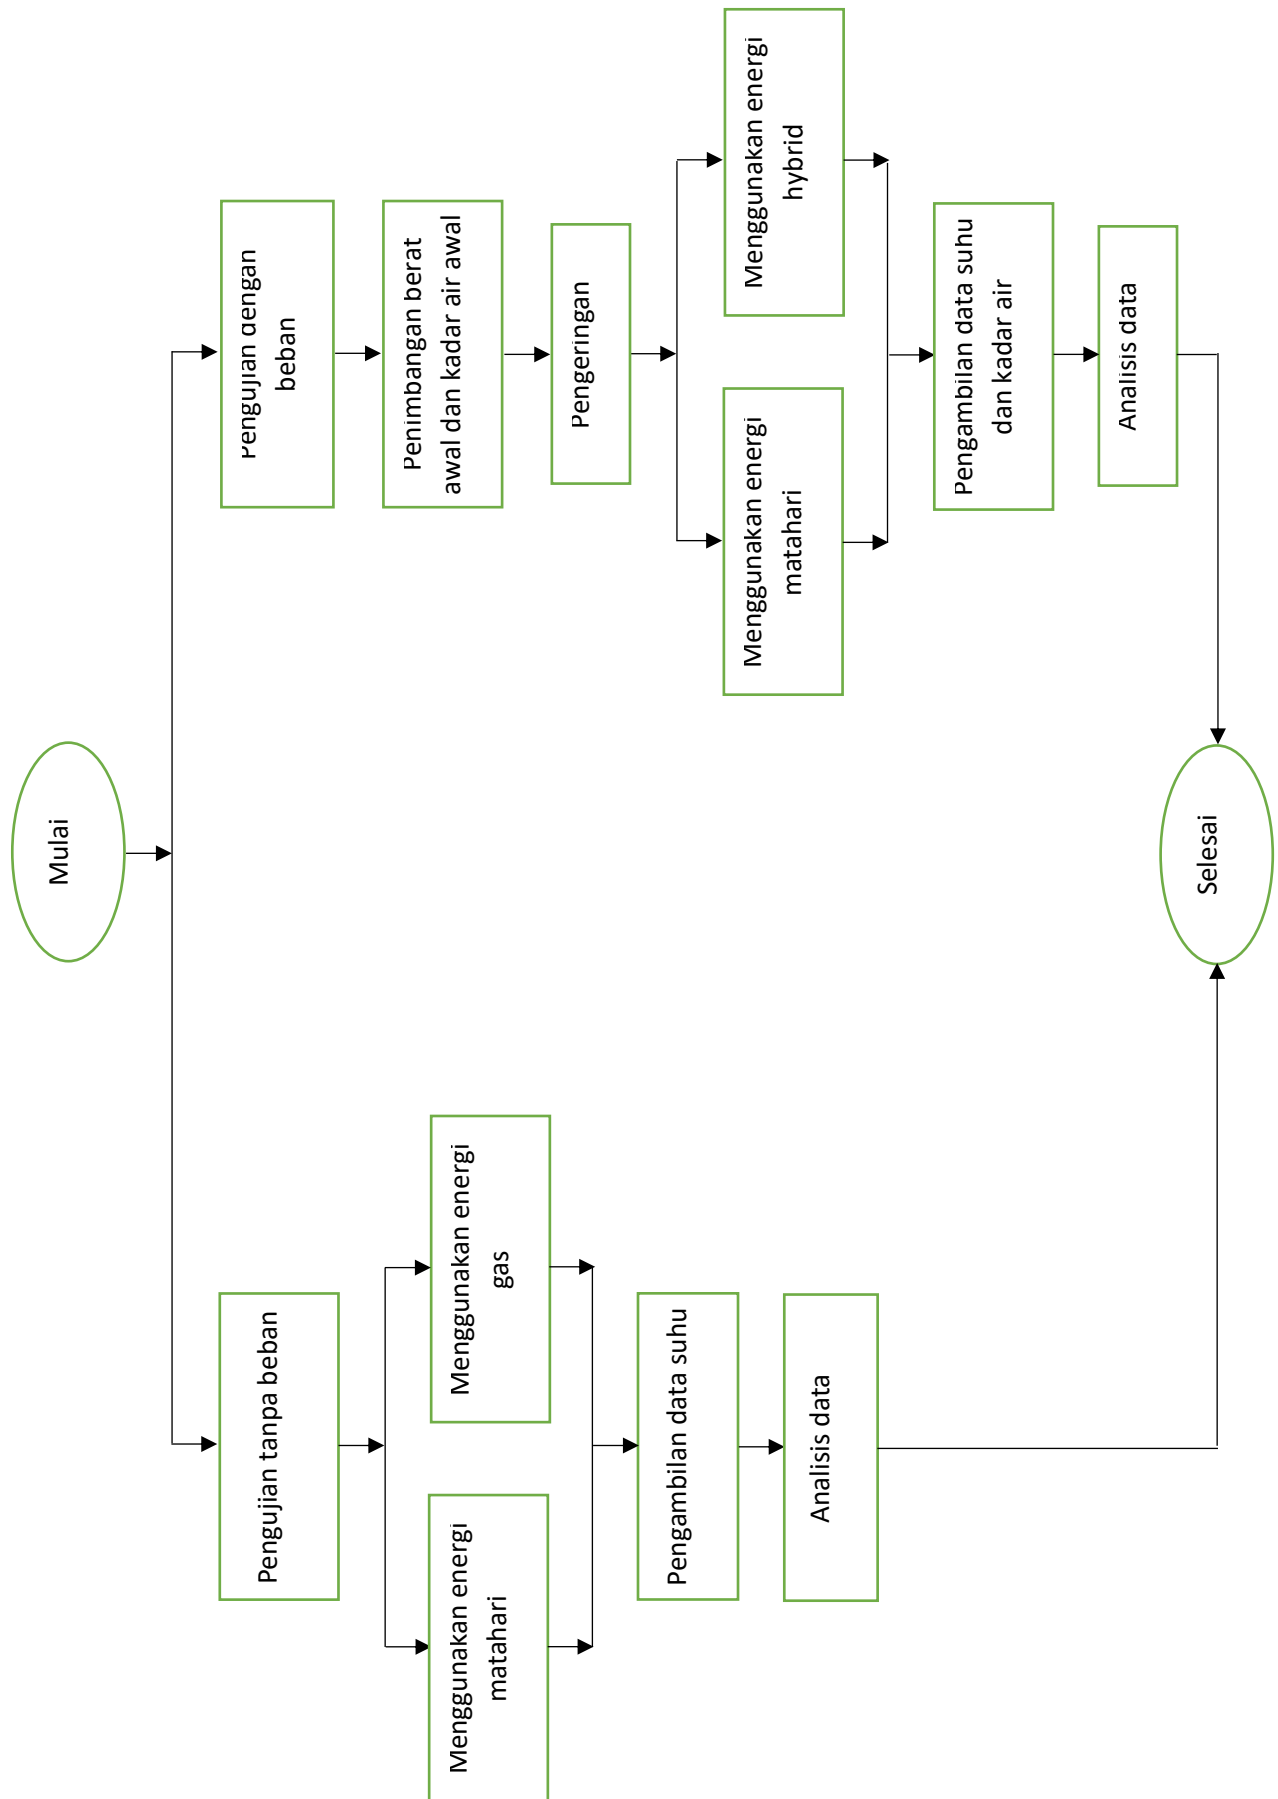 Mulai
Pengujian tanpa beban
Menggunakan energi
matahari
Menggunakan energi
gas
Pengambilan data suhu
Analisis data
Pengujian dengan
beban
Penimbangan berat
awal dan kadar air awal
Pengeringan
Menggunakan energi
matahari
Menggunakan energi
hybrid
Pengambilan data suhu
dan kadar air
Analisis data
Selesai